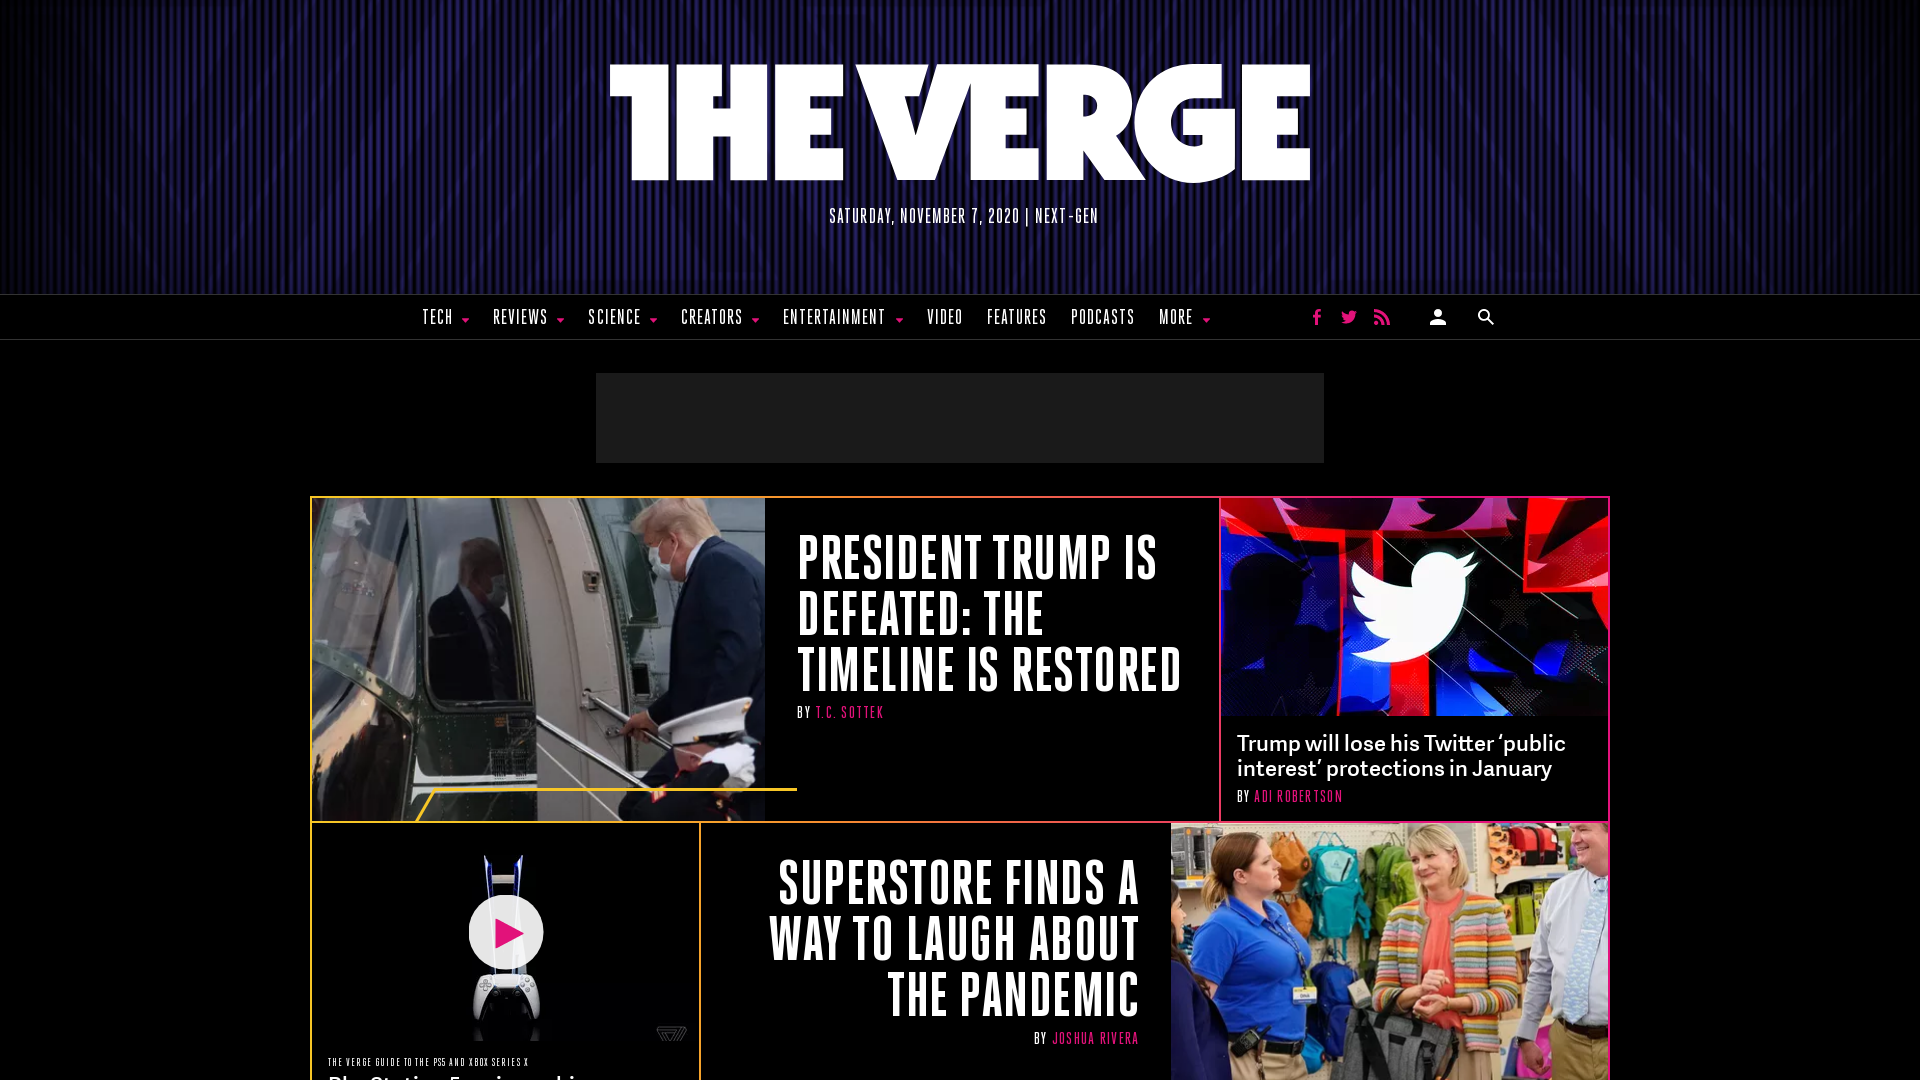 THE VERGE
SATURDAY, NOVEMBER 7, 2020 | NEXT-GEN
TECH REVIEWS SCIENCE CREATORS ENTERTAINMENT VIDEO FEATURES PODCASTS MORE
PRESIDENT TRUMP IS
DEFEATED: THE
TIMELINE IS RESTORED
BY T.C. SOTTEK
Trump will lose his Twitter ‘public
interest’ protections in January
BY ADI ROBERTSON
SUPERSTORE FINDS A
WAY TO LAUGH ABOUT
THE PANDEMIC
BY JOSHUA RIVERA
THE VERGE GUIDE TO THE PS5 AND XBOX SERIES X